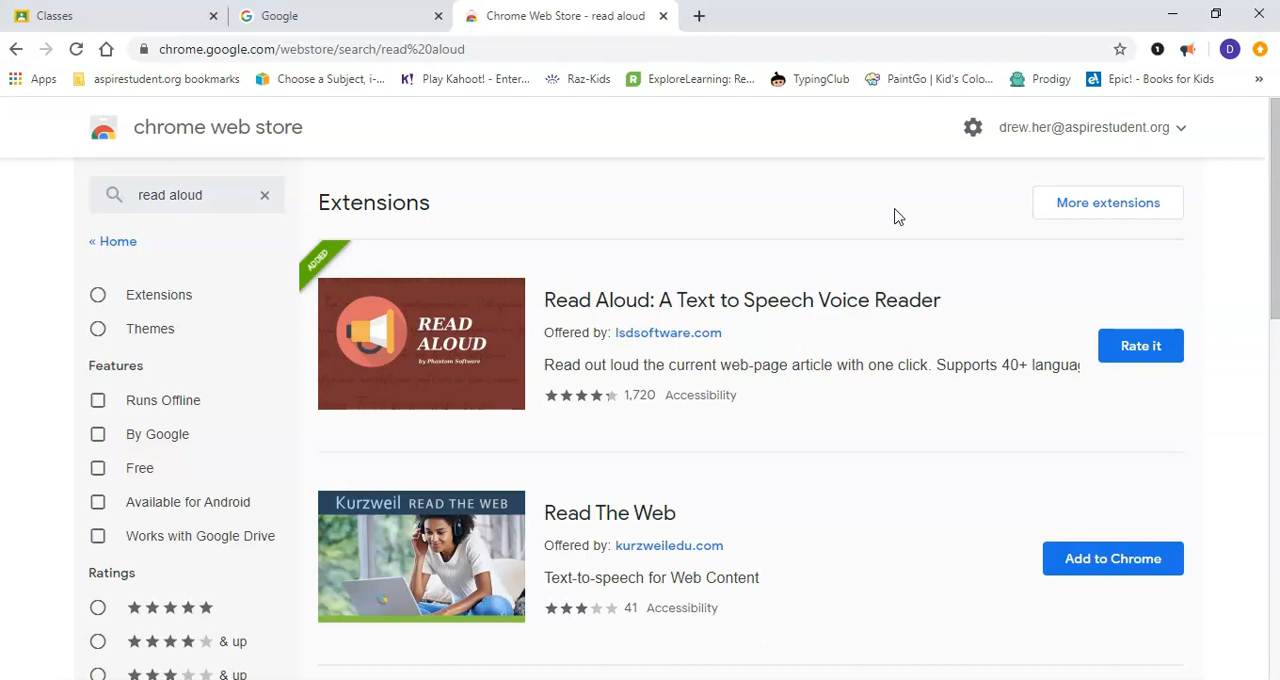 Classes
Google
Chrome Web Store - read aloud
chrome.google.com/webstore/search/read%20aloud
D
Apps
aspirestudent.org bookmarks
Choose a Subject, i-...
K! Play Kahoot! - Enter...
Raz-Kids
R ExploreLearning: Re...
TypingClub
PaintGo | Kid's Colo...
Prodigy
Epic! - Books for Kids
»
chrome web store
drew.her@aspirestudent.org
read aloud
« Home
Extensions
Themes
Features
Runs Offline
By Google
Free
Available for Android
Works with Google Drive
Ratings
& up
& up
Extensions
More extensions
ADDED
READ
ALOUD
by Phantom Software
Read Aloud: A Text to Speech Voice Reader
Offered by: lsdsoftware.com
Read out loud the current web-page article with one click. Supports 40+ langua
1,720 Accessibility
Rate it
Kurzweil READ THE WEB
Read The Web
Offered by: kurzweiledu.com
Text-to-speech for Web Content
41 Accessibility
Add to Chrome